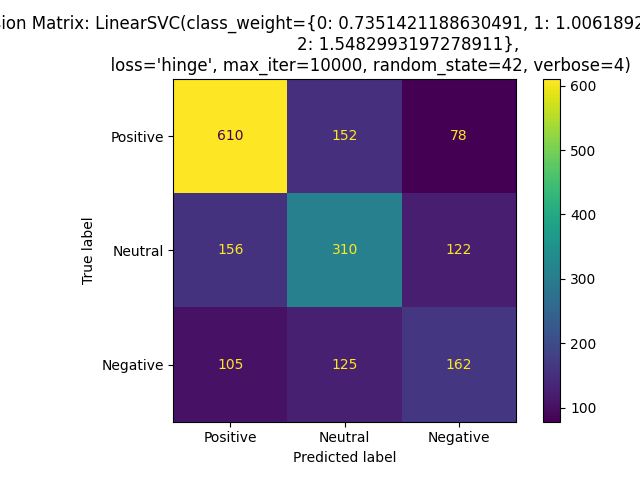 sion Matrix: LinearSVC(class_weight={0: 0.7351421188630491, 1: 1.0061892
2: 1.5482993197278911},
loss='hinge', max_iter=10000, random_state=42, verbose=4)
Positive 610 152 78
Neutral 156 310 122
Negative 105 125 162
Positive Neutral Negative
Predicted label
True label
600
500
400
300
200
100